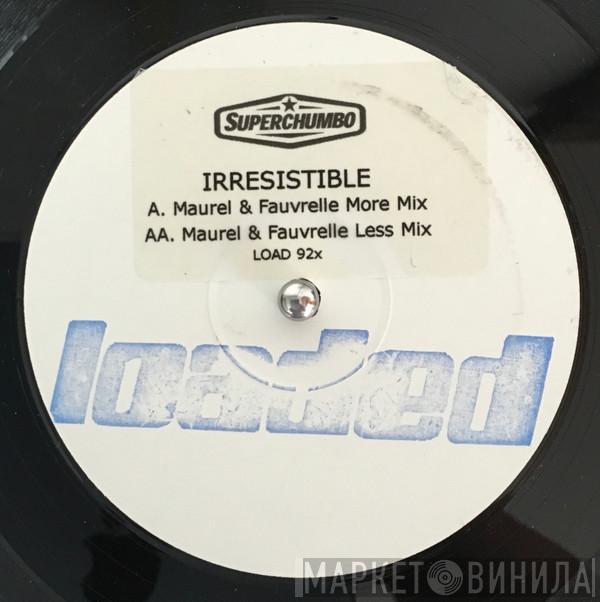 SUPERCHUMBO
IRRESISTIBLE
A. Maurel & Fauvrelle More Mix
AA. Maurel & Fauvrelle Less Mix
LOAD 92x
loaded
МАРКЕТ ВИНИЛА